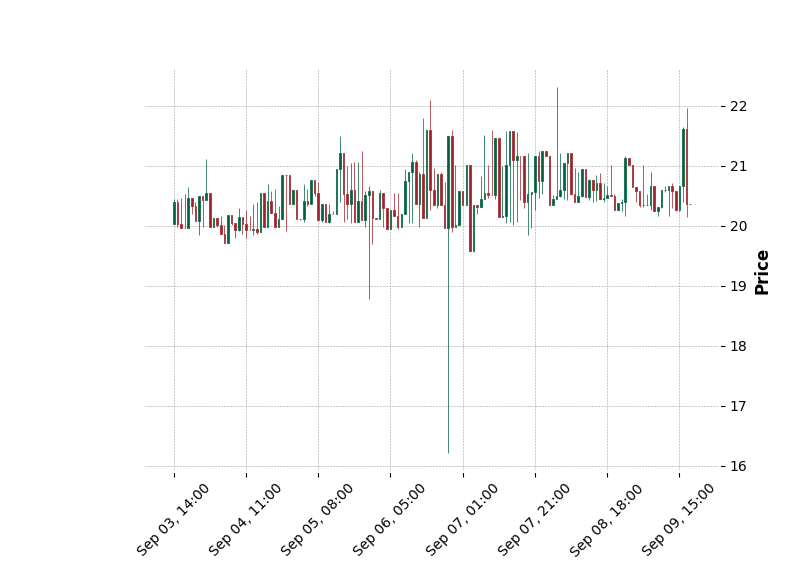 22
21
20
19
18
17
16
Price
Sep 03, 14:00
Sep 04, 11:00
Sep 05, 08:00
Sep 06, 05:00
Sep 07, 01:00
Sep 07, 21:00
Sep 08, 18:00
Sep 09, 15:00